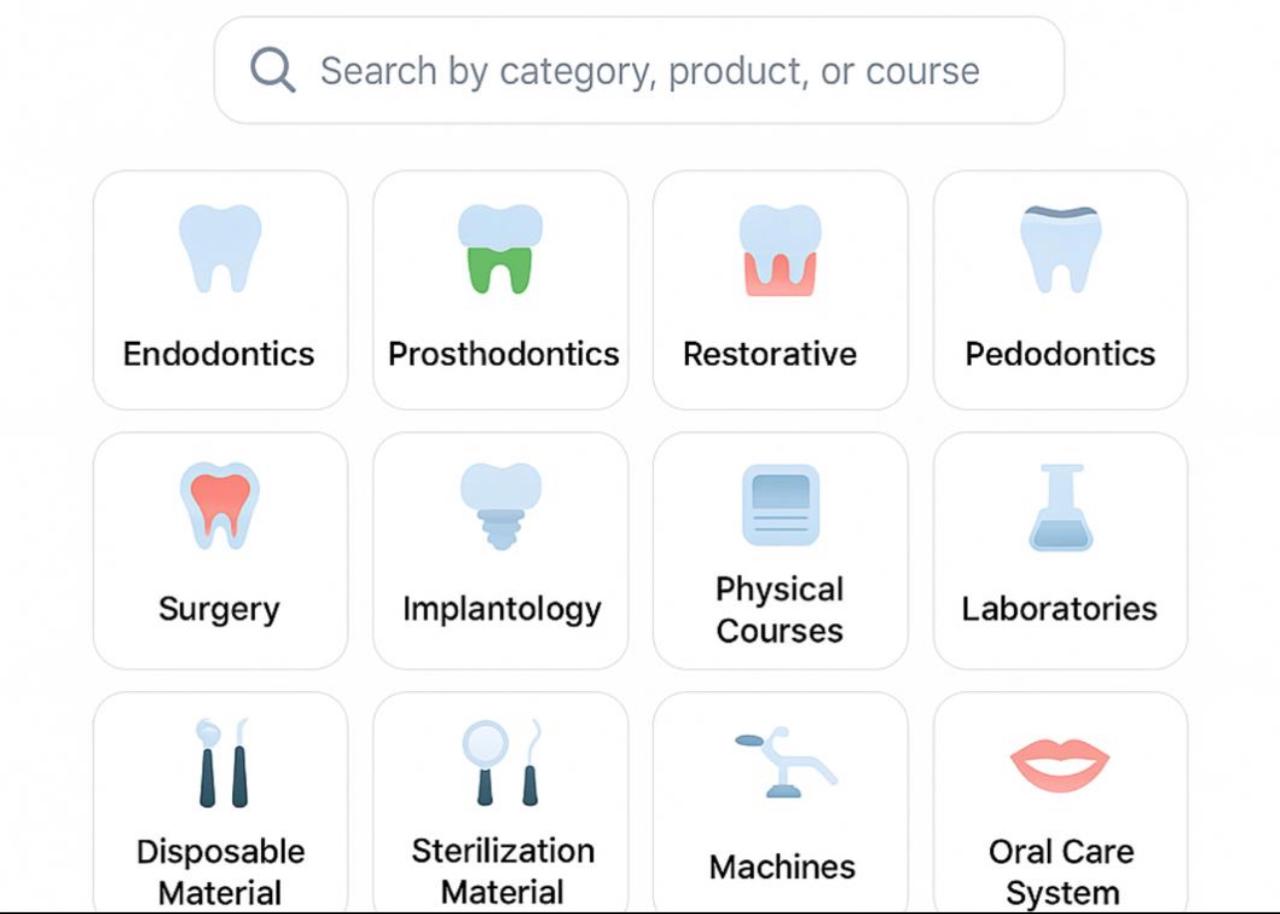 Search by category, product, or course
Endodontics
Prosthodontics
Restorative
Pedodontics
Surgery
Implantology
Physical
Courses
Laboratories
Disposable
Material
Sterilization
Material
Machines
Oral Care
System